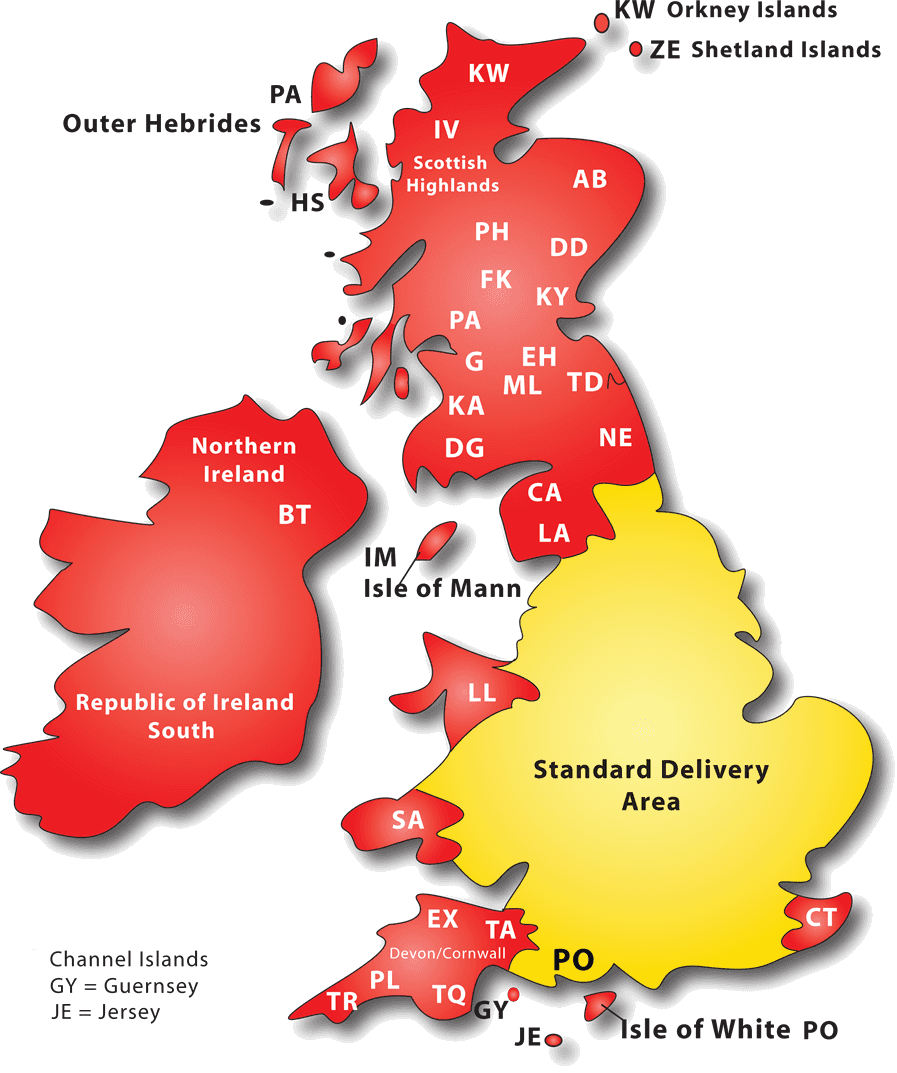 KW Orkney Islands
ZE Shetland Islands
KW
PA
Outer Hebrides
IV
Scottish
Highlands
AB
HS
PH
DD
FK
KY
PA
G
EH
ML
TD
KA
DG
NE
Northern
Ireland
BT
CA
LA
IM
Isle of Mann
Republic of Ireland
South
LL
Standard Delivery
Area
SA
EX
TA
Devon/Cornwall
CT
PO
PL
TR
TQ
GY
JE
Isle of White PO
Channel Islands
GY = Guernsey
JE = Jersey